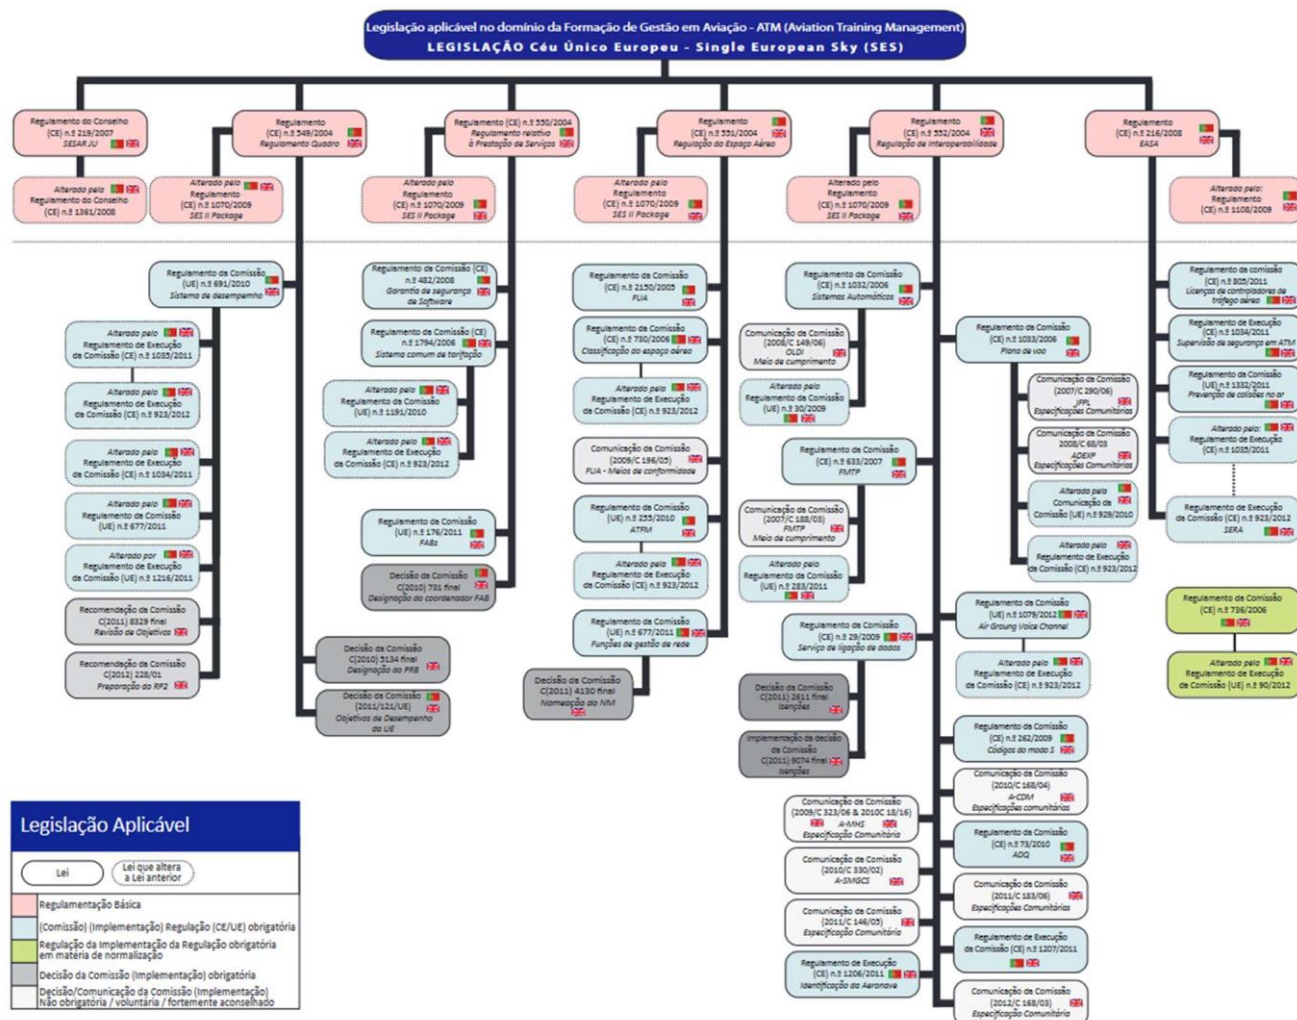 Legislação aplicável no domínio da Formação de Gestão em Aviação - ATM (Aviation Training Management)
LEGISLAÇÃO Céu Único Europeu - Single European Sky (SES)
Regulamento do Conselho
(CE) n.º 219/2007
SESAR JU
Alterado pelo
Regulamento do Conselho
(CE) n.º 1361/2008
Regulamento
(CE) n.º 549/2004
Regulamento Quadro
Alterado pelo
Regulamento
(CE) n.º 1070/2009
SES II Package
Regulamento da Comissão
(UE) n.º 691/2010
Sistema de desempenho
Alterado pelo
Regulamento de Execução
da Comissão (CE) n.º 1035/2011
Alterado pelo
Regulamento de Execução
da Comissão (CE) n.º 923/2012
Alterado pelo
Regulamento de Execução
da Comissão (CE) n.º 1034/2011
Alterado pelo
Regulamento da Comissão
(UE) n.º 677/2011
Alterado por
Regulamento de Execução
da Comissão (UE) n.º 1216/2011
Recomendação da Comissão
C(2011) 8329 final
Revisão de Objetivos
Recomendação da Comissão
C(2012) 228/01
Preparação do RP2
Decisão da Comissão
C(2010) 5134 final
Designação do PRB
Decisão da Comissão
(2011/121/UE)
Objetivos de Desempenho
da UE
Regulamento (CE) n.º 550/2004
Regulamento relativo
à Prestação de Serviços
Alterado pelo
Regulamento
(CE) n.º 1070/2009
SES II Package
Regulamento da Comissão (CE)
n.º 482/2008
Garantia de segurança
de Software
Regulamento da Comissão (CE)
n.º 1794/2006
Sistema comum de tarifação
Alterado pelo
Regulamento da Comissão
(UE) n.º 1191/2010
Alterado pelo
Regulamento de Execução
da Comissão (CE) n.º 923/2012
Regulamento da Comissão
(UE) n.º 176/2011
FABs
Decisão da Comissão
C(2010) 731 final
Designação do coordenador FAB
Regulamento
(CE) n.º 551/2004
Regulação do Espaço Aéreo
Alterado pelo
Regulamento
(CE) n.º 1070/2009
SES II Package
Regulamento da Comissão
(CE) n.º 2150/2005
FUA
Regulamento da Comissão
(CE) n.º 730/2006
Classificação do espaço aéreo
Alterado pelo
Regulamento de Execução
da Comissão (CE) n.º 923/2012
Comunicação da Comissão
(2009/C 196/05)
FUA - Meios de conformidade
Regulamento da Comissão
(UE) n.º 255/2010
ATFM
Alterado pelo
Regulamento de Execução
da Comissão (CE) n.º 923/2012
Regulamento da Comissão
(UE) n.º 677/2011
Funções de gestão de rede
Decisão da Comissão
C(2011) 4130 final
Nomeação do NM
Regulamento
(CE) n.º 552/2004
Regulação de Interoperabilidade
Alterado pelo
Regulamento
(CE) n.º 1070/2009
SES II Package
Regulamento da Comissão
(CE) n.º 1032/2006
Sistemas Automáticos
Comunicação da Comissão
(2008/C 149/06)
OLDI
Meio de cumprimento
Alterado pelo
Regulamento da Comissão
(UE) n.º 30/2009
Regulamento da Comissão
(CE) n.º 633/2007
FMTP
Comunicação da Comissão
(2007/C 188/03)
FMTP
Meio de cumprimento
Alterado pelo
Regulamento da Comissão
(UE) n.º 283/2011
Regulamento da Comissão
(CE) n.º 29/2009
Serviço de ligação de dados
Decisão da Comissão
C(2011) 2611 final
Isenções
Implementação da decisão
da Comissão
C(2011) 9074 final
Isenções
Comunicação da Comissão
(2009/C 323/06 & 2010C 18/16)
A-MHS
Especificação Comunitária
Comunicação da Comissão
(2010/C 330/02)
A-SMGCS
Comunicação da Comissão
(2011/C 146/05)
Especificação Comunitária
Regulamento de Execução
(CE) n.º 1206/2011
Identificação da Aeronave
Regulamento da Comissão
(CE) n.º 1033/2006
Plano de voo
Comunicação da Comissão
(2007/C 290/06)
JFPL
Especificações Comunitárias
Comunicação da Comissão
2008/C 68/03
ADEXP
Especificações Comunitárias
Alterado pelo
Comunicação da
Comissão (UE) n.º 929/2010
Alterado pelo
Regulamento de Execução
da Comissão (CE) n.º 923/2012
Regulamento da Comissão
(UE) n.º 1079/2012
Air Groung Voice Channel
Alterado pelo
Regulamento de Execução
da Comissão (CE) n.º 923/2012
Regulamento da Comissão
(CE) n.º 262/2009
Códigos do modo S
Comunicação da Comissão
(2010/C 168/04)
A-CDM
Especificações comunitárias
Regulamento da Comissão
(CE) n.º 73/2010
ADQ
Comunicação da Comissão
(2011/C 183/06)
Especificações Comunitárias
Regulamento de Execução
da Comissão (CE) n.º 1207/2011
Comunicação da Comissão
(2012/C 168/03)
Especificação Comunitária
Regulamento
(CE) n.º 216/2008
EASA
Alterado pelo:
Regulamento
(CE) n.º 1108/2009
Regulamento da comissão
(CE) n.º 805/2011
Licenças de controladores de
tráfego aéreo
Regulamento de Execução
(CE) n.º 1034/2011
Supervisão de segurança em ATM
Regulamento da Comissão
(UE) n.º 1332/2011
Prevenção de colisões no ar
Alterado pelo:
Regulamento de Execução
(CE) n.º 1035/2011
Regulamento de Execução
da Comissão (CE) n.º 923/2012
SERA
Regulamento da Comissão
(CE) n.º 736/2006
Alterado pelo
Regulamento de Execução
da Comissão (UE) n.º 90/2012
Legislação Aplicável
Lei
Lei que altera
a Lei anterior
Regulamentação Básica
(Comissão) (Implementação) Regulação (CE/UE) obrigatória
Regulação da Implementação da Regulação obrigatória
em matéria de normalização
Decisão da Comissão (Implementação) obrigatória
Decisão/Comunicação da Comissão (Implementação)
Não obrigatória / voluntária / fortemente aconselhado